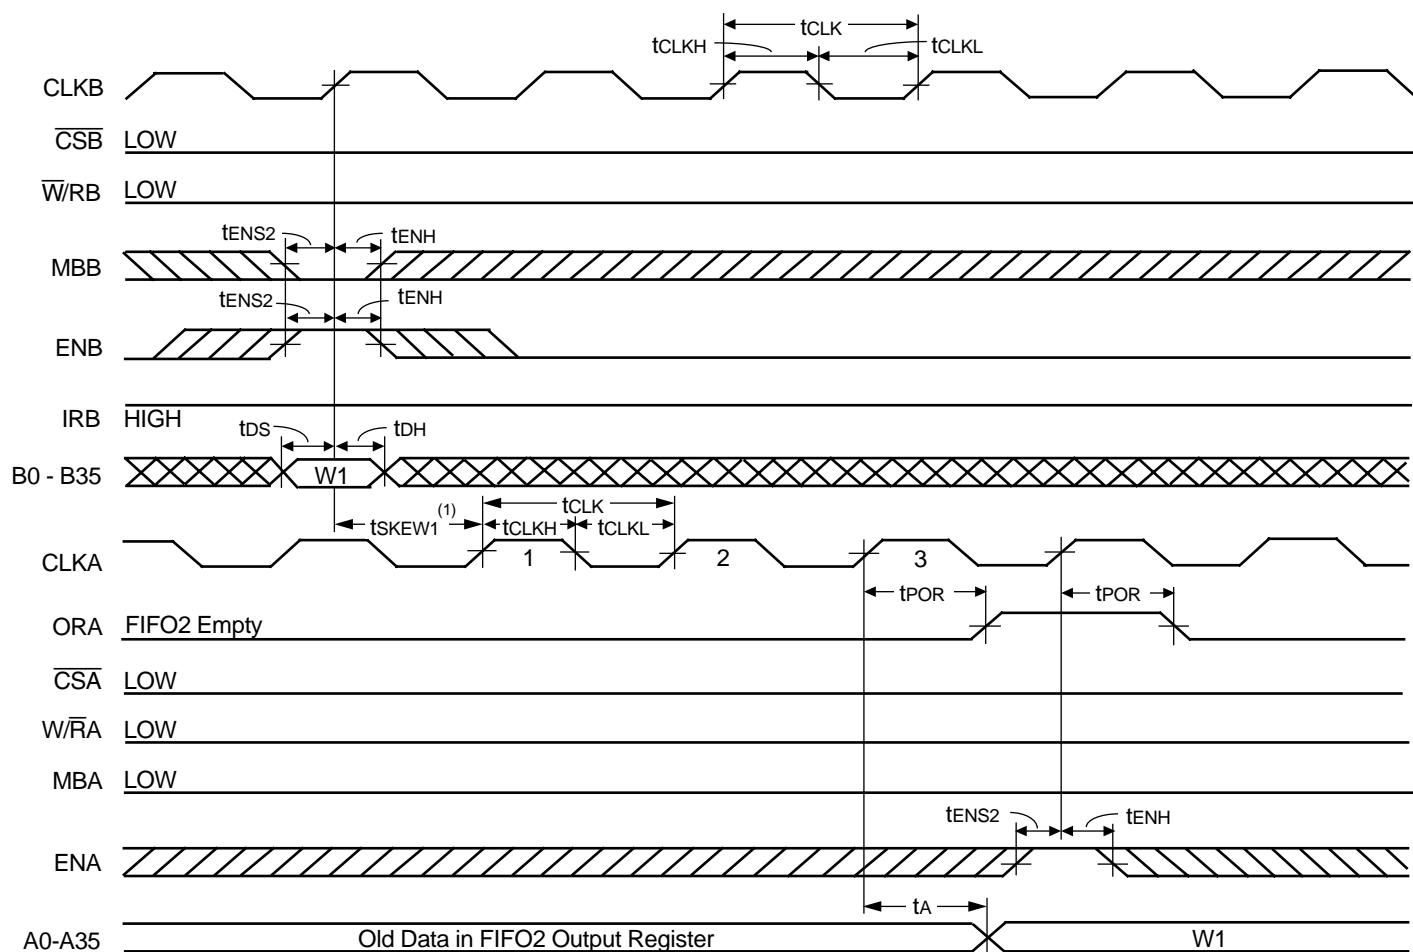 tCLK
tCLKH
tCLKL
CLKB
CSB LOW
W/RB LOW
tENS2
tENH
MBB
tENS2
tENH
ENB
IRB HIGH
tDS
tDH
B0 - B35 W1
tSKEW1(1)
tCLK
tCLKH
tCLKL
CLKA 1 2 3
tPOR
tPOR
ORA FIFO2 Empty
CSA LOW
W/RA LOW
MBA LOW
tENS2
tENH
ENA
tA
A0-A35 Old Data in FIFO2 Output Register W1